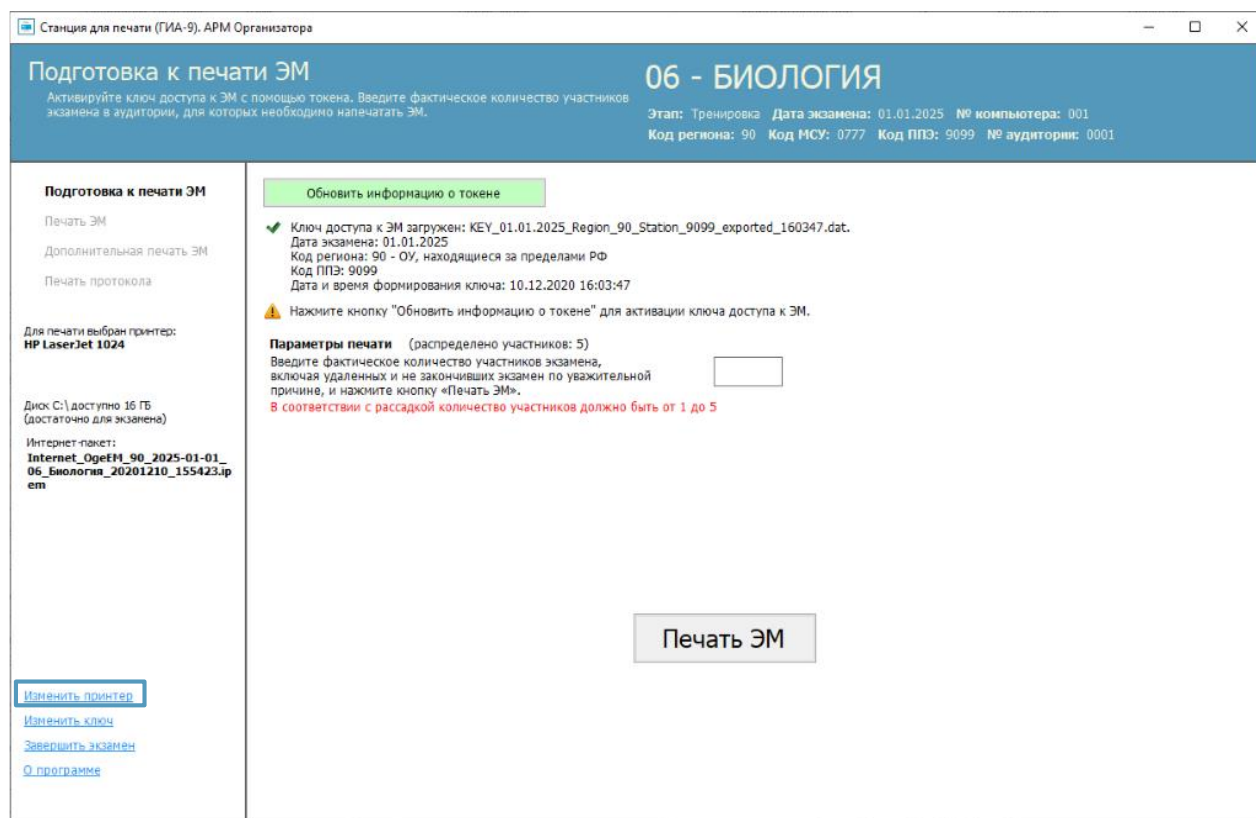 Станция для печати (ГИА-9). АРМ Организатора
Подготовка к печати ЭМ
Активируйте ключ доступа к ЭМ с помощью токена. Введите фактическое количество участников
экзамена в аудитории, для которых необходимо напечатать ЭМ.
06 - БИОЛОГИЯ
Этап: Тренировка Дата экзамена: 01.01.2025 № компьютера: 001
Код региона: 90 Код МСУ: 0777 Код ППЭ: 9099 № аудитории: 0001
Подготовка к печати ЭМ
Печать ЭМ
Дополнительная печать ЭМ
Печать протокола
Для печати выбран принтер:
HP LaserJet 1024
Диск C:\ доступно 16 ГБ
(достаточно для экзамена)
Интернет-пакет:
Internet_OgeEM_90_2025-01-01_
06_Биология_20201210_155423.ip
em
Изменить принтер
Изменить ключ
Завершить экзамен
О программе
Обновить информацию о токене
Ключ доступа к ЭМ загружен: KEY_01.01.2025_Region_90_Station_9099_exported_160347.dat.
Дата экзамена: 01.01.2025
Код региона: 90 - ОУ, находящиеся за пределами РФ
Код ППЭ: 9099
Дата и время формирования ключа: 10.12.2020 16:03:47
Нажмите кнопку "Обновить информацию о токене" для активации ключа доступа к ЭМ.
Параметры печати (распределено участников: 5)
Введите фактическое количество участников экзамена,
включая удаленных и не закончивших экзамен по уважительной
причине, и нажмите кнопку «Печать ЭМ».
В соответствии с рассадкой количество участников должно быть от 1 до 5
Печать ЭМ